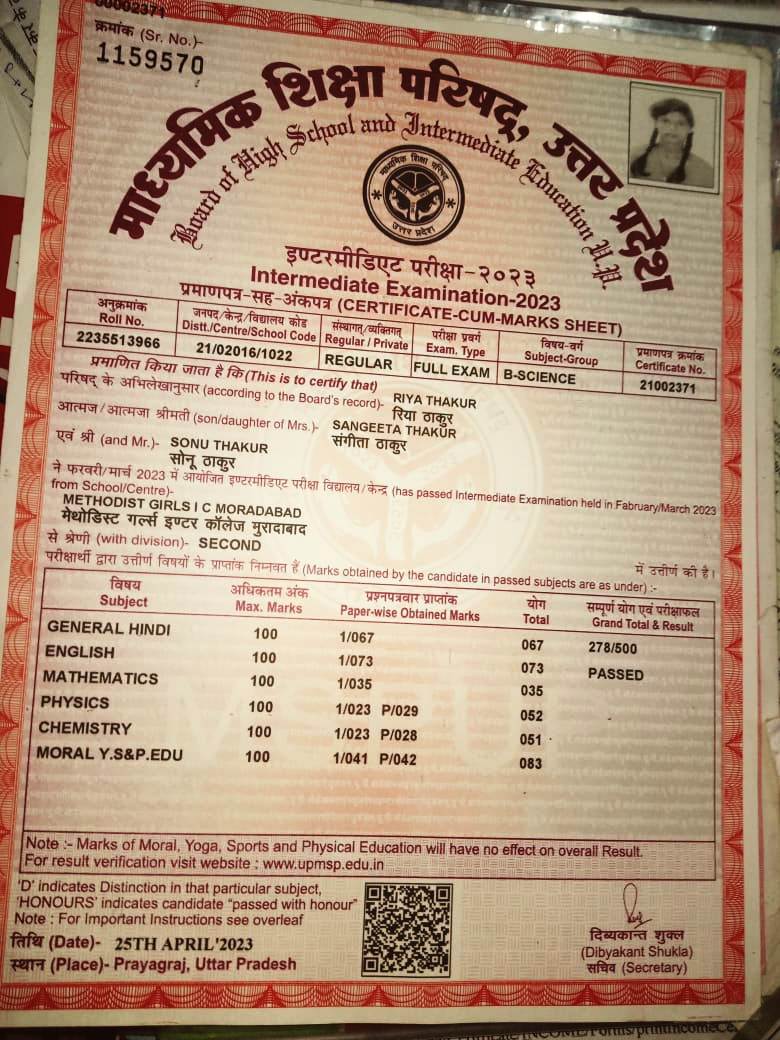 00002371
क्रमांक (Sr. No.)-
1159570
माध्यमिक शिक्षा परिषद्, उत्तर प्रदेश
Board of High School and Intermediate Education U.P.
माध्यमिक शिक्षा परिषद
उत्तर प्रदेश
इण्टरमीडिएट परीक्षा-२०२३
Intermediate Examination-2023
प्रमाणपत्र-सह-अंकपत्र (CERTIFICATE-CUM-MARKS SHEET)
अनुक्रमांक जनपद/केन्द्र/विद्यालय कोड संस्थागत/व्यक्तिगत परीक्षा प्रवर्ग विषय-वर्ग प्रमाणपत्र क्रमांक
Roll No. Distt./Centre/School Code Regular / Private Exam. Type Subject-Group Certificate No.
2235513966 21/02016/1022 REGULAR FULL EXAM B-SCIENCE 21002371
प्रमाणित किया जाता है कि (This is to certify that)
परिषद के अभिलेखानुसार (according to the Board's record)- RIYA THAKUR
रिया ठाकुर
आत्मज/आत्मजा श्रीमती (son/daughter of Mrs.)- SANGEETA THAKUR
संगीता ठाकुर
एवं श्री (and Mr.)- SONU THAKUR
सोनू ठाकुर
ने फरवरी/मार्च 2023 में आयोजित इण्टरमीडिएट परीक्षा विद्यालय/केन्द्र (has passed Intermediate Examination held in Fabruary/March 2023
from School/Centre)-
METHODIST GIRLS I C MORADABAD
मेथोडिस्ट गर्ल्स इण्टर कॉलेज मुरादाबाद
से श्रेणी (with division)- SECOND में उत्तीर्ण की है।
परीक्षार्थी द्वारा उत्तीर्ण विषयों के प्राप्तांक निम्नवत हैं (Marks obtained by the candidate in passed subjects are as under) :-
विषय अधिकतम अंक प्रश्नपत्रवार प्राप्तांक योग सम्पूर्ण योग एवं परीक्षाफल
Subject Max. Marks Paper-wise Obtained Marks Total Grand Total & Result
GENERAL HINDI 100 1/067 067 278/500
ENGLISH 100 1/073 073 PASSED
MATHEMATICS 100 1/035 035
PHYSICS 100 1/023 P/029 052
CHEMISTRY 100 1/023 P/028 051
MORAL Y.S&P.EDU 100 1/041 P/042 083
Note :- Marks of Moral, Yoga, Sports and Physical Education will have no effect on overall Result.
For result verification visit website : www.upmsp.edu.in
'D' indicates Distinction in that particular subject,
'HONOURS' indicates candidate "passed with honour"
Note : For Important Instructions see overleaf
तिथि (Date)- 25TH APRIL'2023
स्थान (Place)- Prayagraj, Uttar Pradesh
दिब्यकान्त शुक्ल
(Dibyakant Shukla)
सचिव (Secretary)